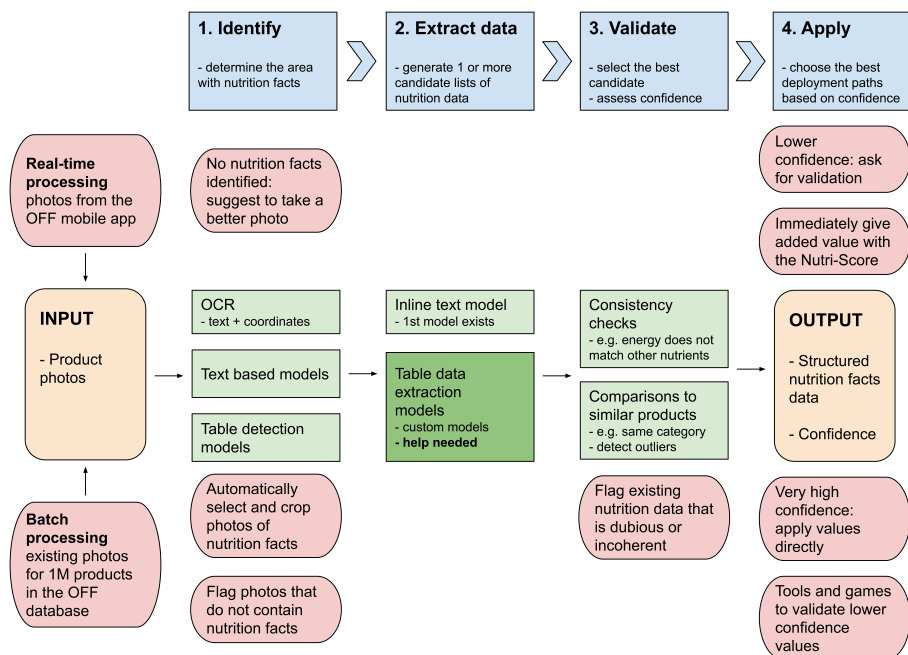 1. Identify
- determine the area
with nutrition facts
2. Extract data
- generate 1 or more
candidate lists of
nutrition data
3. Validate
- select the best
candidate
- assess confidence
4. Apply
- choose the best
deployment paths
based on confidence
Real-time
processing
photos from the
OFF mobile app
No nutrition facts
identified:
suggest to take a
better photo
Lower
confidence: ask
for validation
Immediately give
added value with
the Nutri-Score
INPUT
- Product
photos
OCR
- text + coordinates
Text based models
Table detection
models
Inline text model
- 1st model exists
Table data
extraction
models
- custom models
- help needed
Consistency
checks
- e.g. energy does not
match other nutrients
Comparisons to
similar products
- e.g. same category
- detect outliers
OUTPUT
- Structured
nutrition facts
data
- Confidence
Batch
processing
existing photos
for 1M products
in the OFF
database
Automatically
select and crop
photos of
nutrition facts
Flag photos that
do not contain
nutrition facts
Flag existing
nutrition data that
is dubious or
incoherent
Very high
confidence:
apply values
directly
Tools and games
to validate lower
confidence
values